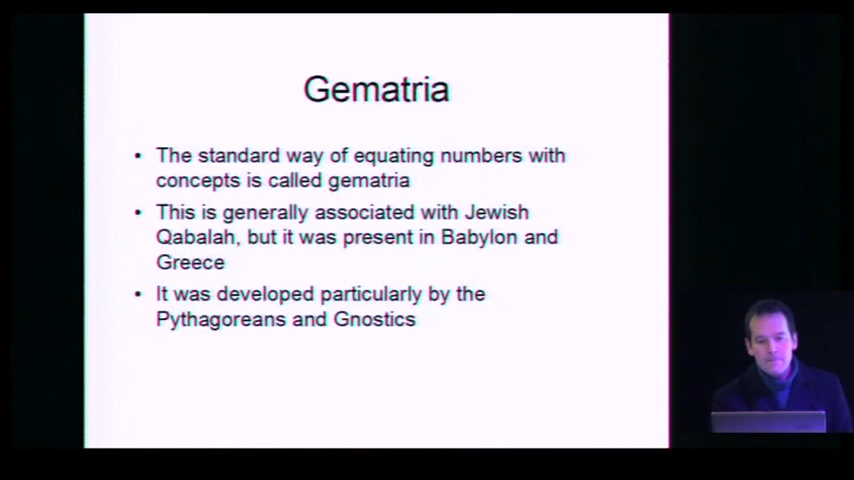 Gematria
• The standard way of equating numbers with
concepts is called gematria
• This is generally associated with Jewish
Qabalah, but it was present in Babylon and
Greece
• It was developed particularly by the
Pythagoreans and Gnostics